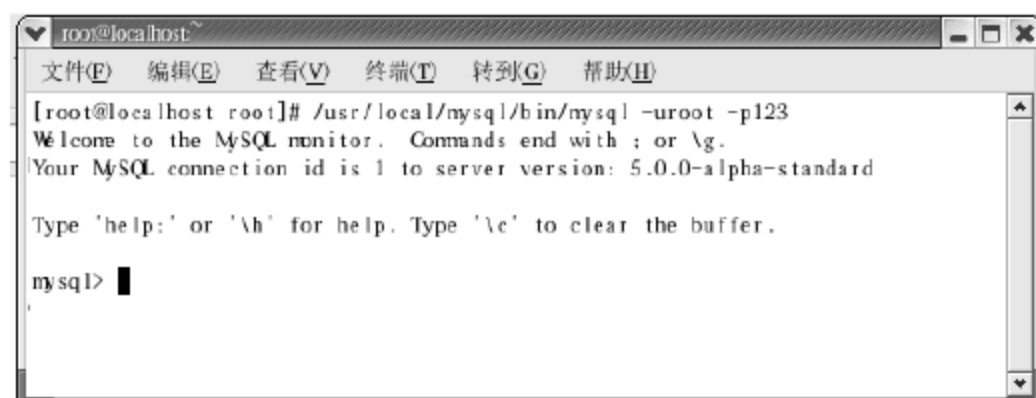 root@localhost:~
文件(F) 编辑(E) 查看(V) 终端(T) 转到(G) 帮助(H)
[root@localhost root]# /usr/local/mysql/bin/mysql -uroot -p123
Welcome to the MySQL monitor. Commands end with ; or \g.
Your MySQL connection id is 1 to server version: 5.0.0-alpha-standard
Type 'help;' or '\h' for help. Type '\c' to clear the buffer.
mysql>